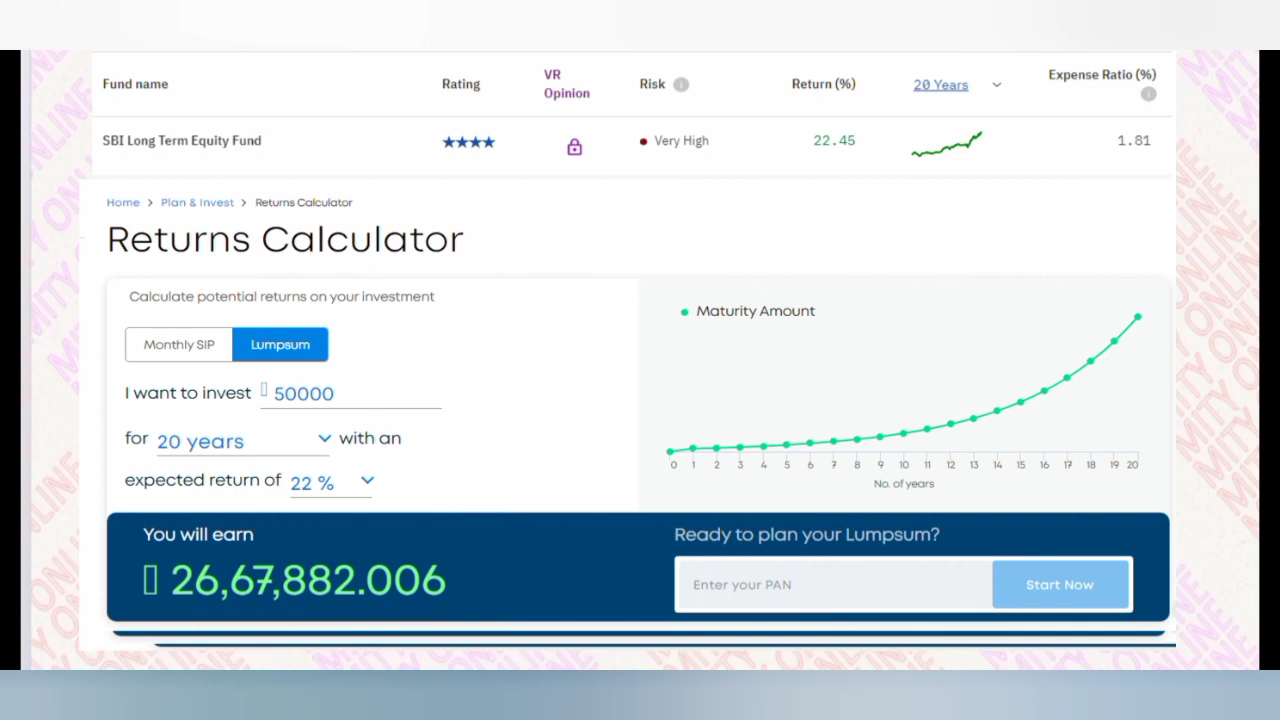 Fund name Rating VR Opinion Risk Return (%) 20 Years Expense Ratio (%)
SBI Long Term Equity Fund ★★★★ Very High 22.45 1.81
Home > Plan & Invest > Returns Calculator
Returns Calculator
Calculate potential returns on your investment
Monthly SIP Lumpsum
I want to invest 50000
for 20 years with an
expected return of 22 %
Maturity Amount
0 1 2 3 4 5 6 7 8 9 10 11 12 13 14 15 16 17 18 19 20
No. of years
You will earn
26,67,882.006
Ready to plan your Lumpsum?
Enter your PAN Start Now